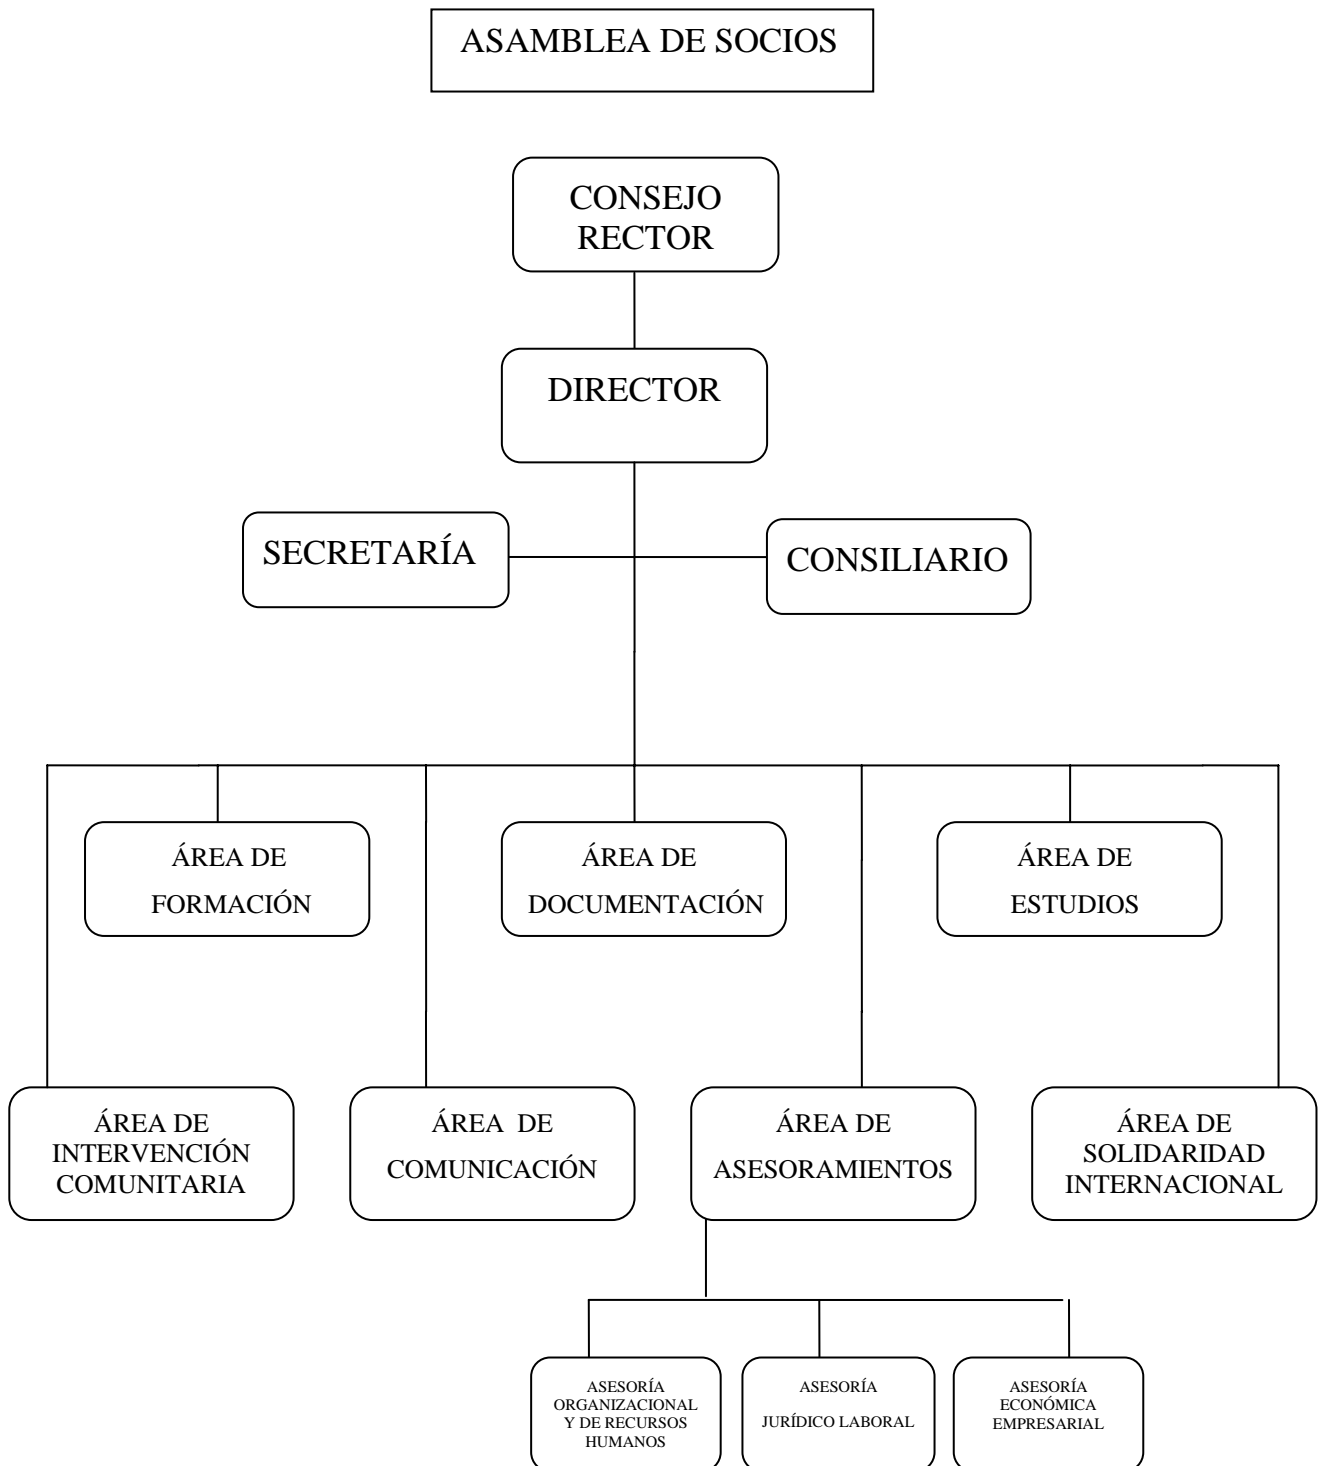 ASAMBLEA DE SOCIOS
CONSEJO
RECTOR
DIRECTOR
SECRETARÍA
CONSILIARIO
ÁREA DE
FORMACIÓN
ÁREA DE
DOCUMENTACIÓN
ÁREA DE
ESTUDIOS
ÁREA DE
INTERVENCIÓN
COMUNITARIA
ÁREA DE
COMUNICACIÓN
ÁREA DE
ASESORAMIENTOS
ÁREA DE
SOLIDARIDAD
INTERNACIONAL
ASESORÍA
ORGANIZACIONAL
Y DE RECURSOS
HUMANOS
ASESORÍA
JURÍDICO LABORAL
ASESORÍA
ECONÓMICA
EMPRESARIAL